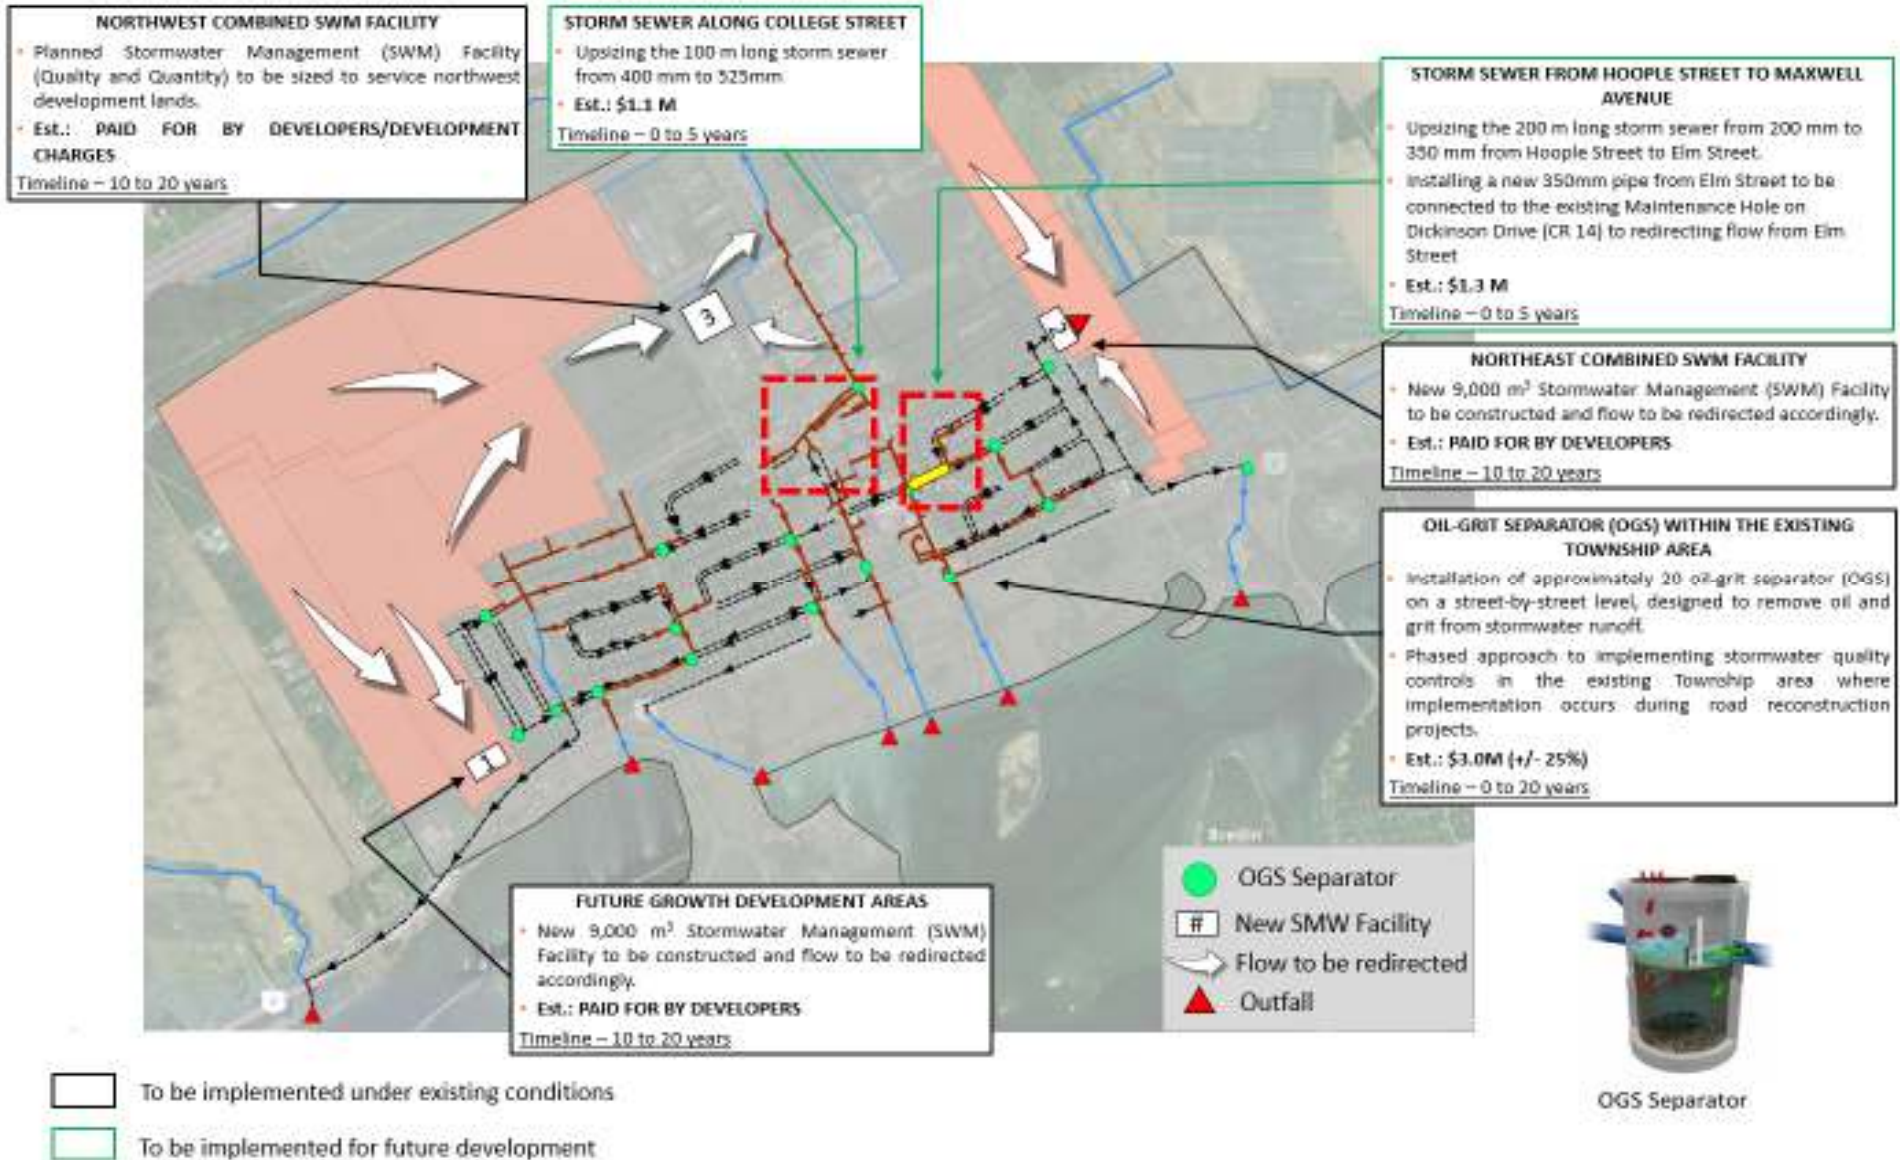 NORTHWEST COMBINED SWM FACILITY
• Planned Stormwater Management (SWM) Facility
(Quality and Quantity) to be sized to service northwest
development lands.
• Est.: PAID FOR BY DEVELOPERS/DEVELOPMENT
CHARGES
Timeline – 10 to 20 years
STORM SEWER ALONG COLLEGE STREET
• Upsizing the 100 m long storm sewer
from 400 mm to 525mm
• Est.: $1.1 M
Timeline – 0 to 5 years
STORM SEWER FROM HOOPLE STREET TO MAXWELL
AVENUE
• Upsizing the 200 m long storm sewer from 200 mm to
350 mm from Hoople Street to Elm Street.
• Installing a new 350mm pipe from Elm Street to be
connected to the existing Maintenance Hole on
Dickinson Drive (CR 14) to redirecting flow from Elm
Street
• Est.: $1.3 M
Timeline – 0 to 5 years
NORTHEAST COMBINED SWM FACILITY
• New 9,000 m³ Stormwater Management (SWM) Facility
to be constructed and flow to be redirected accordingly.
• Est.: PAID FOR BY DEVELOPERS
Timeline – 10 to 20 years
OIL-GRIT SEPARATOR (OGS) WITHIN THE EXISTING
TOWNSHIP AREA
• Installation of approximately 20 oil-grit separator (OGS)
on a street-by-street level, designed to remove oil and
grit from stormwater runoff.
• Phased approach to implementing stormwater quality
controls in the existing Township area where
implementation occurs during road reconstruction
projects.
• Est.: $3.0M (+/- 25%)
Timeline – 0 to 20 years
3
2
1
FUTURE GROWTH DEVELOPMENT AREAS
• New 9,000 m³ Stormwater Management (SWM)
Facility to be constructed and flow to be redirected
accordingly.
• Est.: PAID FOR BY DEVELOPERS
Timeline – 10 to 20 years
OGS Separator
# New SMW Facility
Flow to be redirected
Outfall
OGS Separator
To be implemented under existing conditions
To be implemented for future development